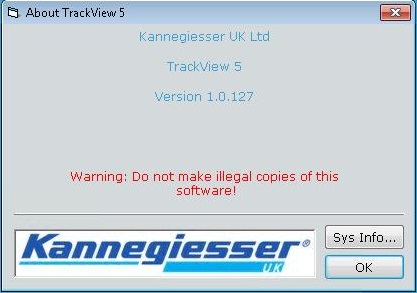 About TrackView 5
Kannegiesser UK Ltd
TrackView 5
Version 1.0.127
Warning: Do not make illegal copies of this
software!
Kannegiesser®
UK
Sys Info...
OK